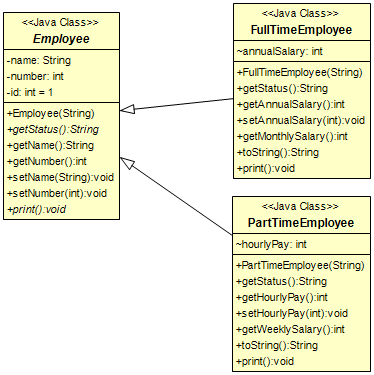 <<Java Class>>
Employee
-name: String
-number: int
-id: int = 1
+Employee(String)
+getStatus():String
+getName():String
+getNumber():int
+setName(String):void
+setNumber(int):void
+print():void
<<Java Class>>
FullTimeEmployee
~annualSalary: int
+FullTimeEmployee(String)
+getStatus():String
+getAnnualSalary():int
+setAnnualSalary(int):void
+getMonthlySalary():int
+toString():String
+print():void
<<Java Class>>
PartTimeEmployee
~hourlyPay: int
+PartTimeEmployee(String)
+getStatus():String
+getHourlyPay():int
+setHourlyPay(int):void
+getWeeklySalary():int
+toString():String
+print():void